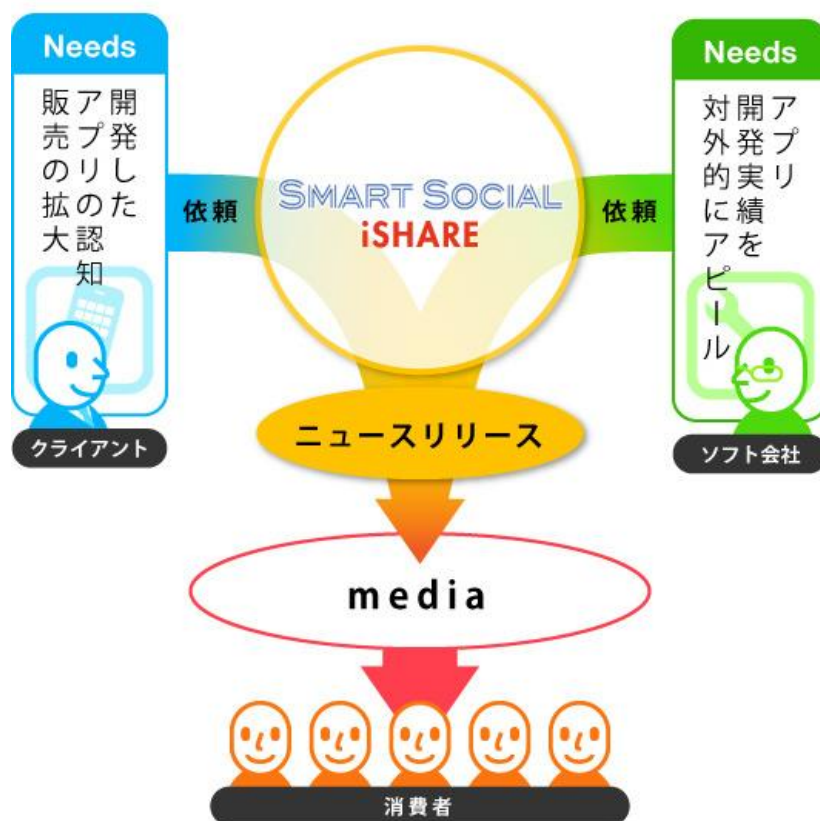 Needs
開発した
アプリの認知
販売の拡大
クライアント
依頼
SMART SOCIAL
iSHARE
依頼
Needs
アプリ
開発実績を
対外的にアピール
ソフト会社
ニュースリリース
media
消費者